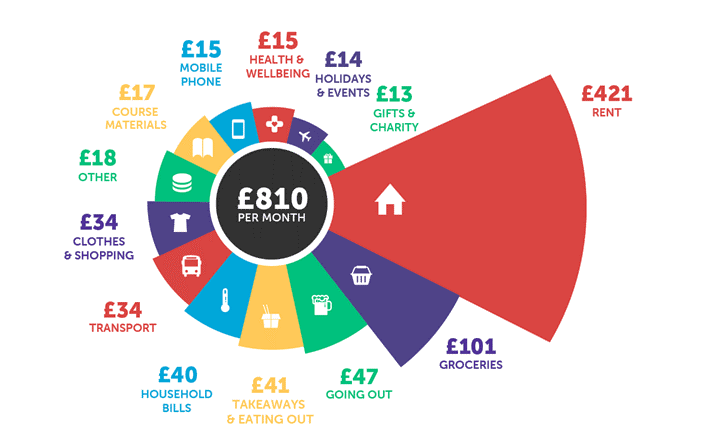 £15
MOBILE
PHONE
£15
HEALTH &
WELLBEING
£14
HOLIDAYS
& EVENTS
£13
GIFTS &
CHARITY
£421
RENT
£17
COURSE
MATERIALS
£18
OTHER
£810
PER MONTH
£34
CLOTHES
& SHOPPING
£34
TRANSPORT
£40
HOUSEHOLD
BILLS
£41
TAKEAWAYS
& EATING OUT
£47
GOING OUT
£101
GROCERIES